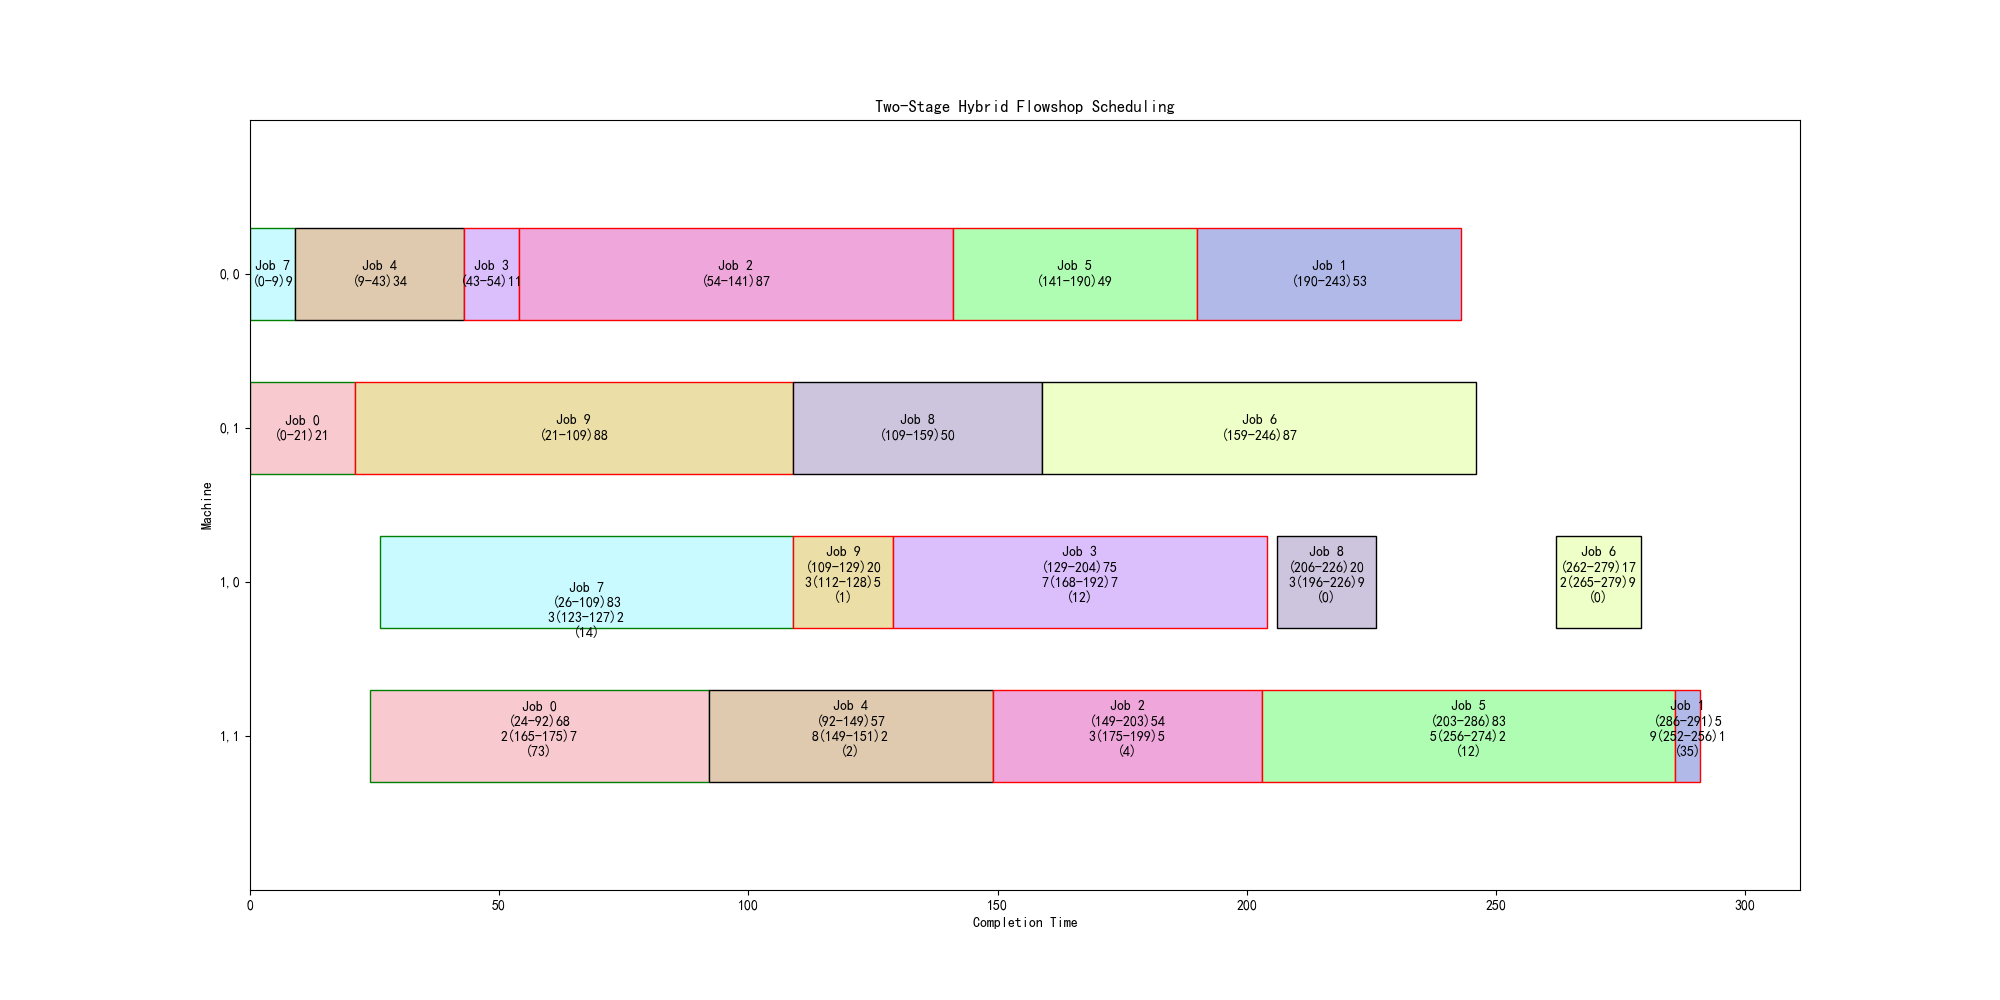 Two-Stage Hybrid Flowshop Scheduling
Machine
0,0
Job 7
(0-9)9
Job 4
(9-43)34
Job 3
(43-54)11
Job 2
(54-141)87
Job 5
(141-190)49
Job 1
(190-243)53
0,1
Job 0
(0-21)21
Job 9
(21-109)88
Job 8
(109-159)50
Job 6
(159-246)87
1,0
Job 7
(26-109)83
3(123-127)2
(14)
Job 9
(109-129)20
3(112-128)5
(1)
Job 3
(129-204)75
7(168-192)7
(12)
Job 8
(206-226)20
3(196-226)9
(0)
Job 6
(262-279)17
2(265-279)9
(0)
1,1
Job 0
(24-92)68
2(165-175)7
(73)
Job 4
(92-149)57
8(149-151)2
(2)
Job 2
(149-203)54
3(175-199)5
(4)
Job 5
(203-286)83
5(256-274)2
(12)
Job 1
(286-291)5
9(252-256)1
(35)
0
50
100
150
200
250
300
Completion Time